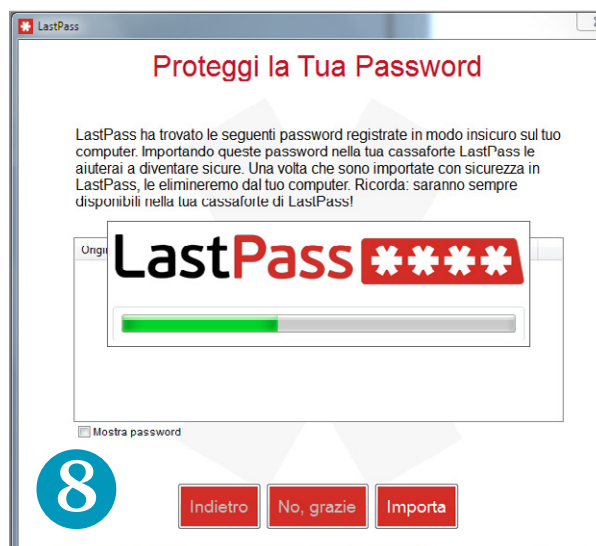 LastPass
Proteggi la Tua Password
LastPass ha trovato le seguenti password registrate in modo insicuro sul tuo
computer. Importando queste password nella tua cassaforte LastPass le
aiuterai a diventare sicure. Una volta che sono importate con sicurezza in
LastPass, le elimineremo dal tuo computer. Ricorda: saranno sempre
disponibili nella tua cassaforte di LastPass!
LastPass ****
Mostra password
8
Indietro No, grazie Importa